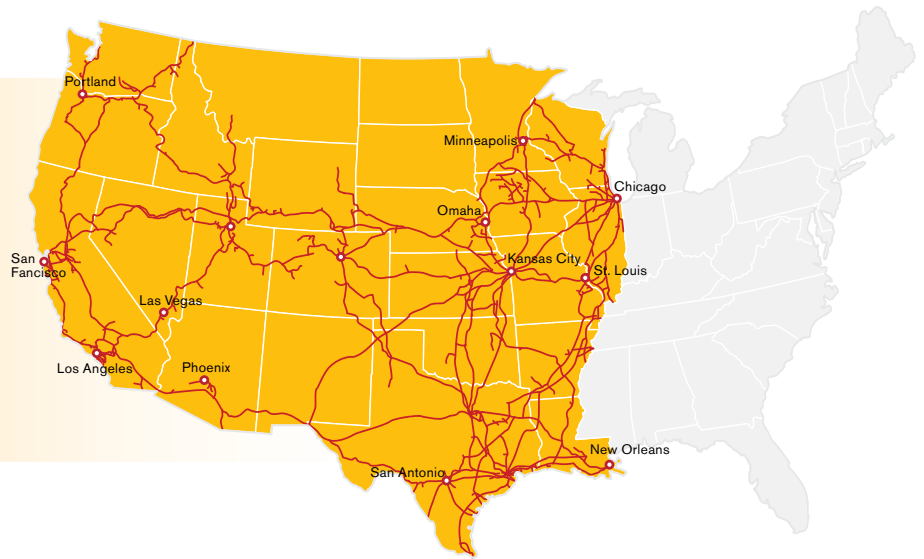 Portland
Minneapolis
Chicago
Omaha
San
Fancisco
Kansas City
St. Louis
Las Vegas
Los Angeles
Phoenix
New Orleans
San Antonio